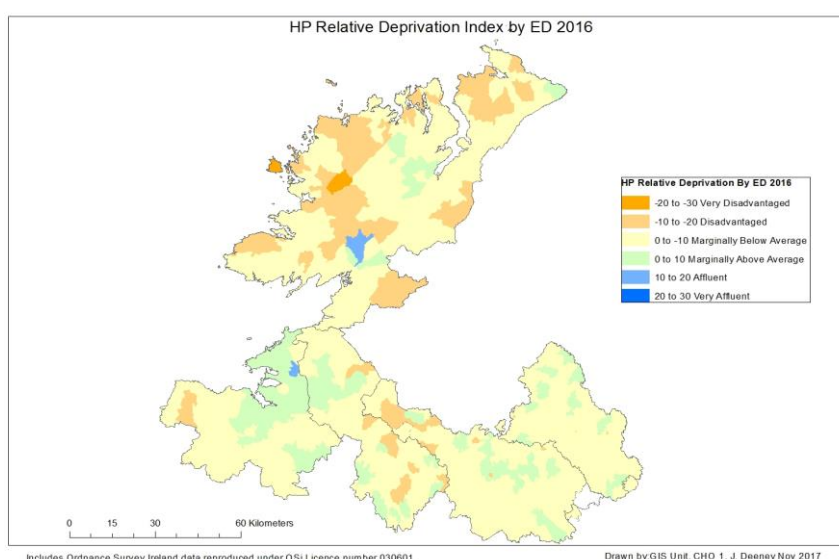 HP Relative Deprivation Index by ED 2016
HP Relative Deprivation By ED 2016
-20 to -30 Very Disadvantaged
-10 to -20 Disadvantaged
0 to -10 Marginally Below Average
0 to 10 Marginally Above Average
10 to 20 Affluent
20 to 30 Very Affluent
0 15 30 60 Kilometers
Includes Ordnance Survey Ireland data reproduced under OSi Licence number 030601
Drawn by:GIS Unit, CHO 1, J. Deeney Nov 2017